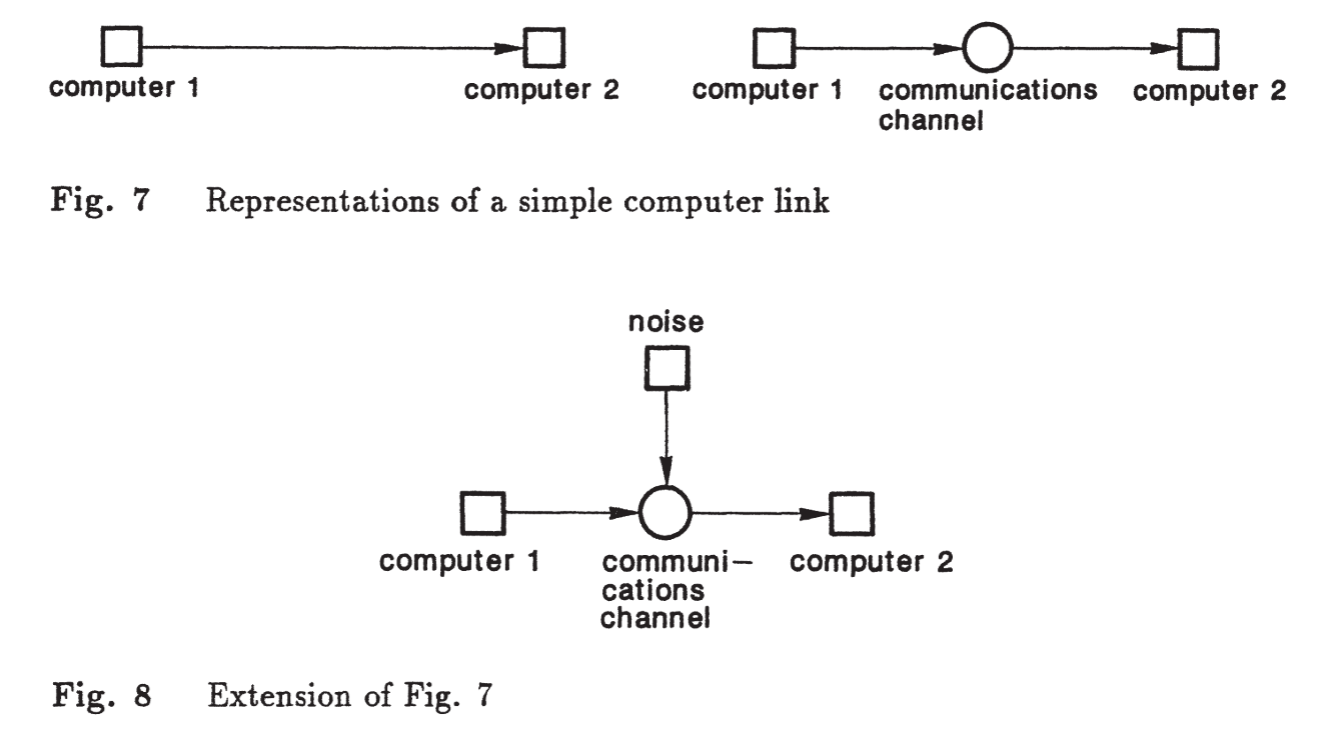 computer 1
computer 2
computer 1
communications
channel
computer 2
Fig. 7 Representations of a simple computer link
noise
computer 1
communi—
cations
channel
computer 2
Fig. 8 Extension of Fig. 7